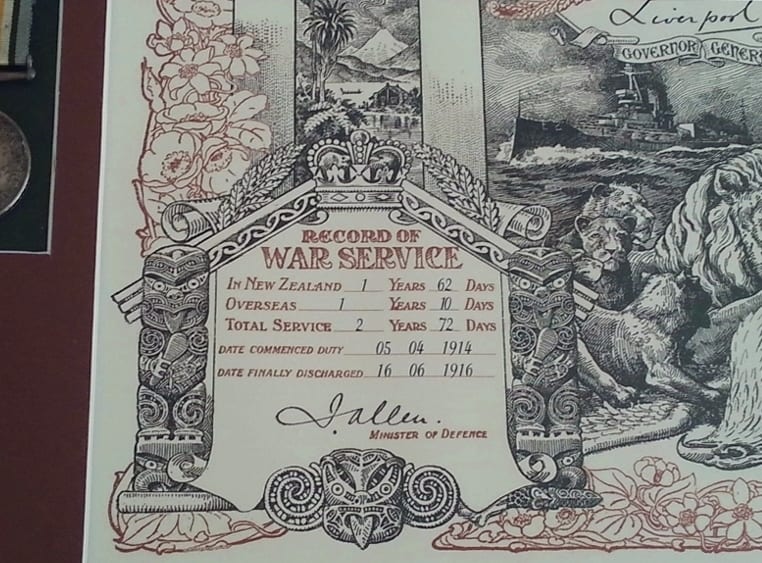 Liverpool
GOVERNOR GENER
RECORD OF
WAR SERVICE
IN NEW ZEALAND 1 YEARS 62 DAYS
OVERSEAS 1 YEARS 10 DAYS
TOTAL SERVICE 2 YEARS 72 DAYS
DATE COMMENCED DUTY 05 04 1914
DATE FINALLY DISCHARGED 16 06 1916
J. Allen.
MINISTER OF DEFENCE